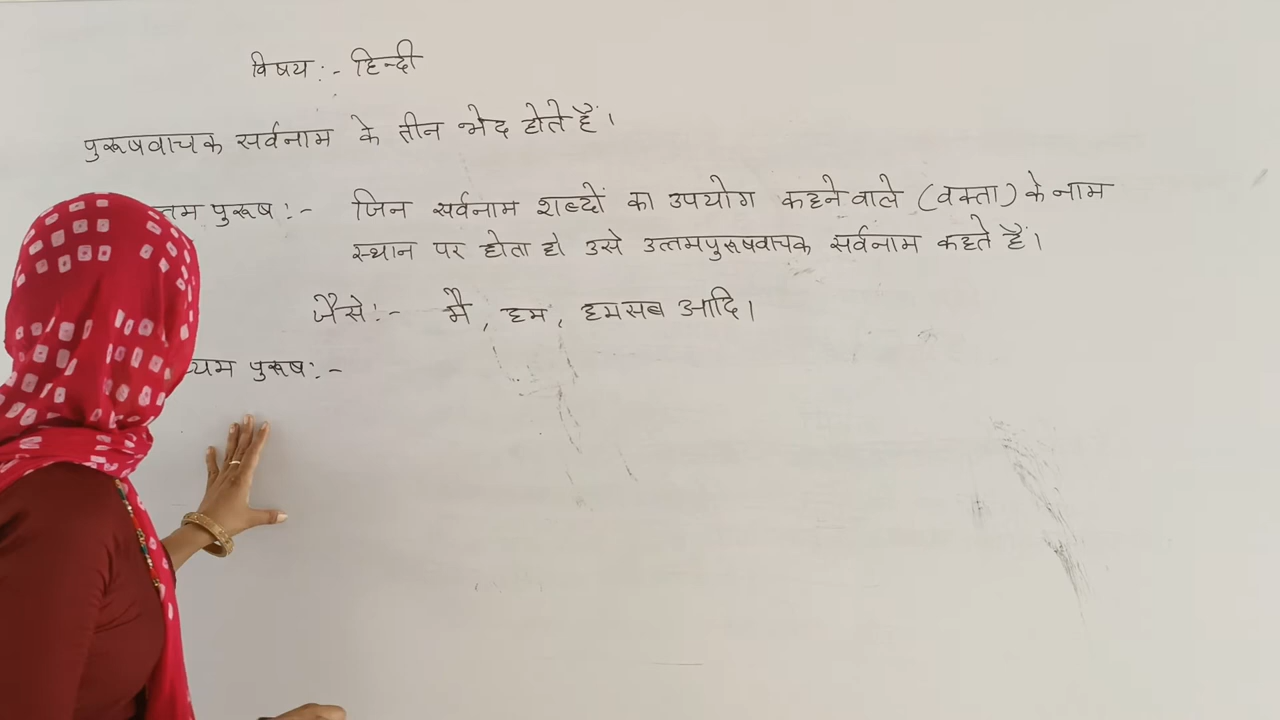 विषय :- हिन्दी
पुरूषवाचक सर्वनाम के तीन भेद होते हैं।
पुरूष :- जिन सर्वनाम शब्दों का उपयोग कहने वाले (वक्ता) के नाम
स्थान पर होता हो उसे उत्तमपुरूषवाचक सर्वनाम कहते हैं।
जैसे :- मै , हम , हमसब आदि।
पुरूष :-